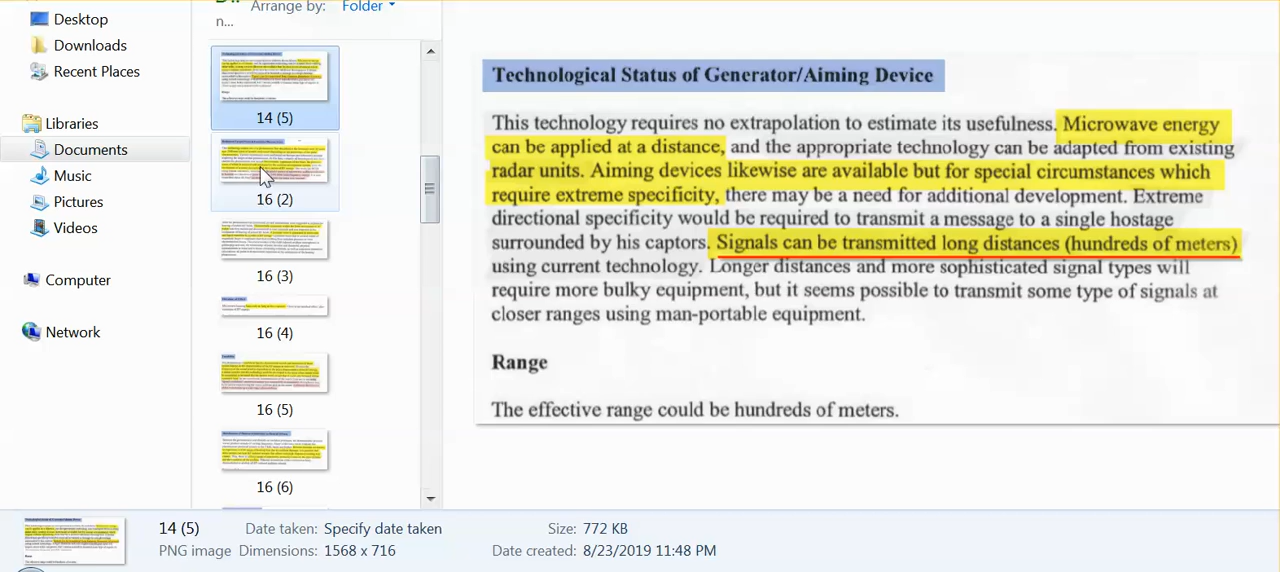 Arrange by: Folder
n...
Desktop
Downloads
Recent Places
Libraries
Documents
Music
Pictures
Videos
Computer
Network
14 (5)
16 (2)
16 (3)
16 (4)
16 (5)
16 (6)
Technological Status of Generator/Aiming Device
This technology requires no extrapolation to estimate its usefulness. Microwave energy
can be applied at a distance, and the appropriate technology can be adapted from existing
radar units. Aiming devices likewise are available but for special circumstances which
require extreme specificity, there may be a need for additional development. Extreme
directional specificity would be required to transmit a message to a single hostage
surrounded by his captors. Signals can be transmitted long distances (hundreds of meters)
using current technology. Longer distances and more sophisticated signal types will
require more bulky equipment, but it seems possible to transmit some type of signals at
closer ranges using man-portable equipment.
Range
The effective range could be hundreds of meters.
14 (5) Date taken: Specify date taken Size: 772 KB
PNG image Dimensions: 1568 x 716 Date created: 8/23/2019 11:48 PM